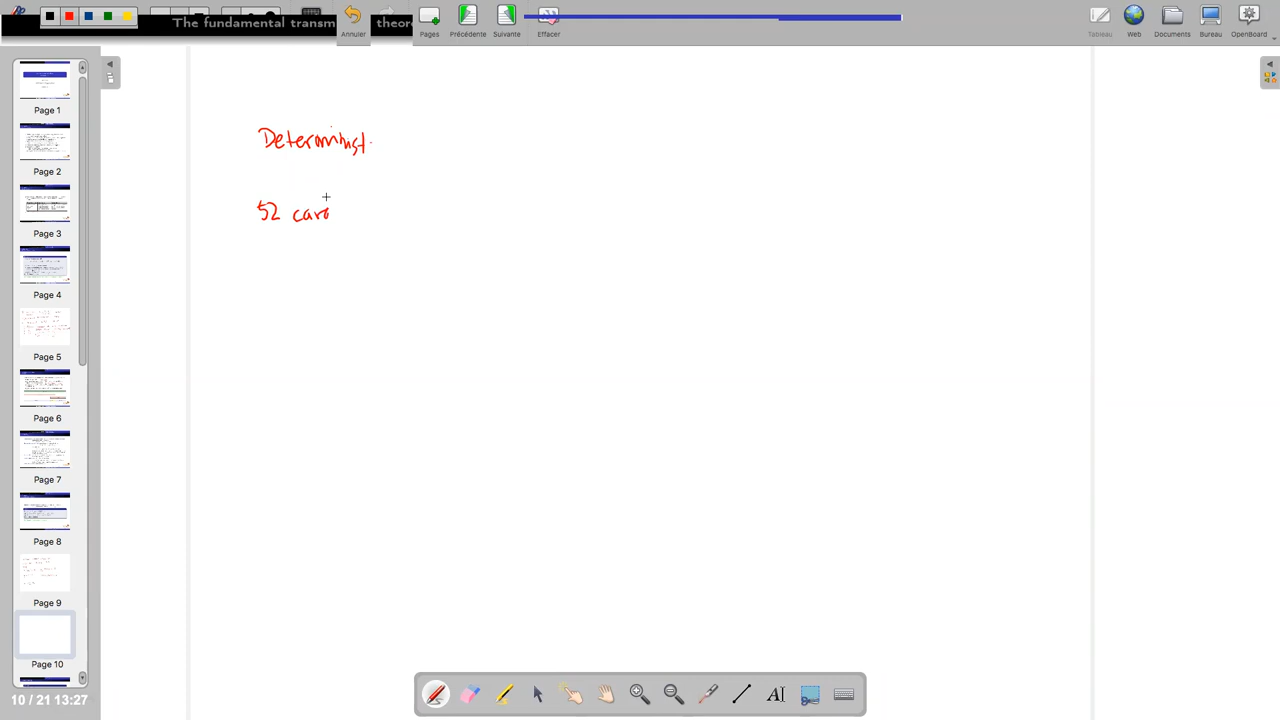 The fundamental transm theore
Annuler
Pages
Précédente
Suivante
Effacer
Tableau
Web
Documents
Bureau
OpenBoard
Page 1
Page 2
Page 3
Page 4
Page 5
Page 6
Page 7
Page 8
Page 9
Page 10
10 / 21 13:27
Determinist.
52 card